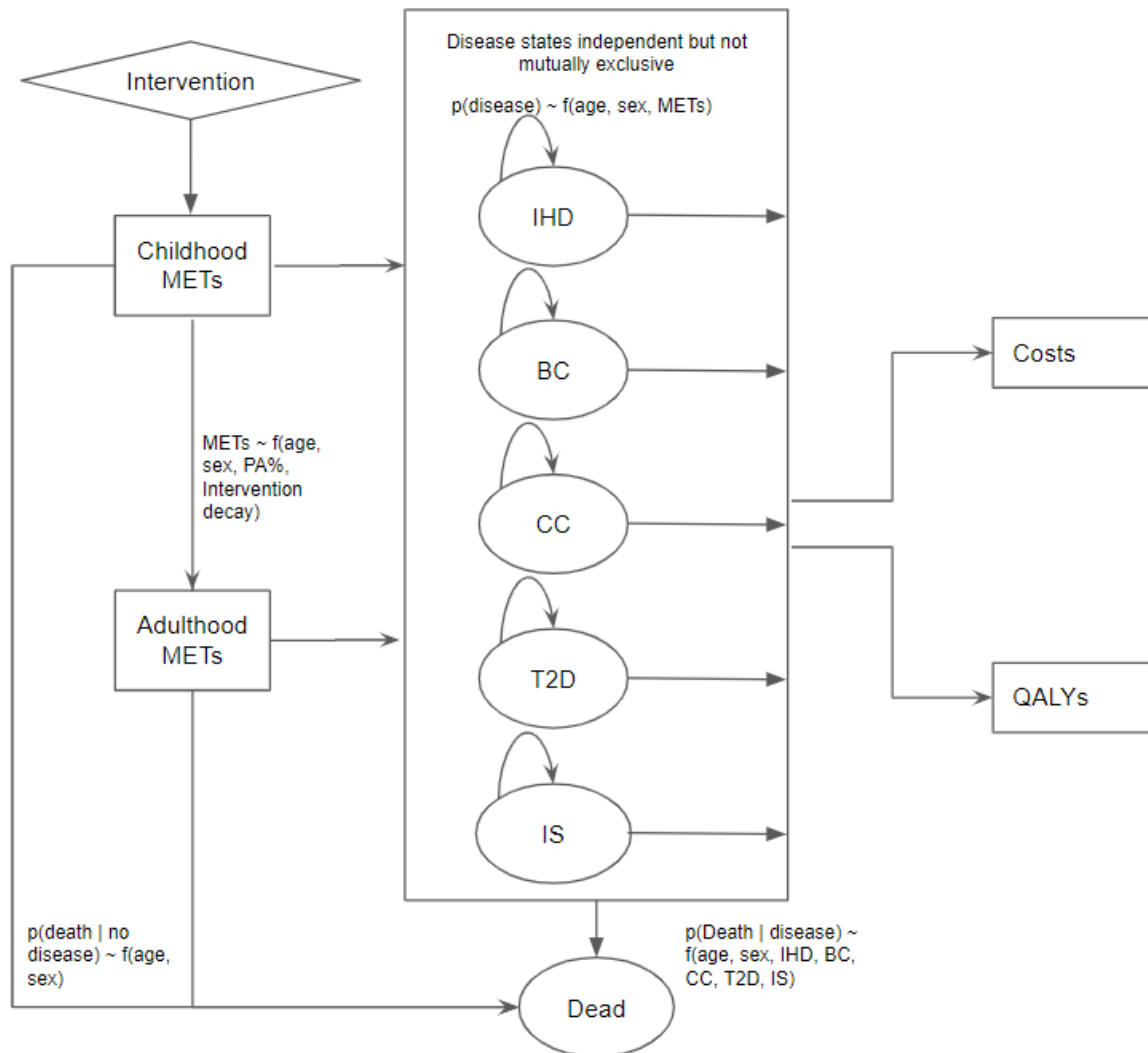 Disease states independent but not
mutually exclusive
Intervention
p(disease) ~ f(age, sex, METs)
IHD
Childhood
METs
BC
Costs
METs ~ f(age,
sex, PA%,
Intervention
decay)
CC
Adulthood
METs
T2D
QALYs
IS
p(death | no
disease) ~ f(age,
sex)
p(Death | disease) ~
f(age, sex, IHD, BC,
CC, T2D, IS)
Dead